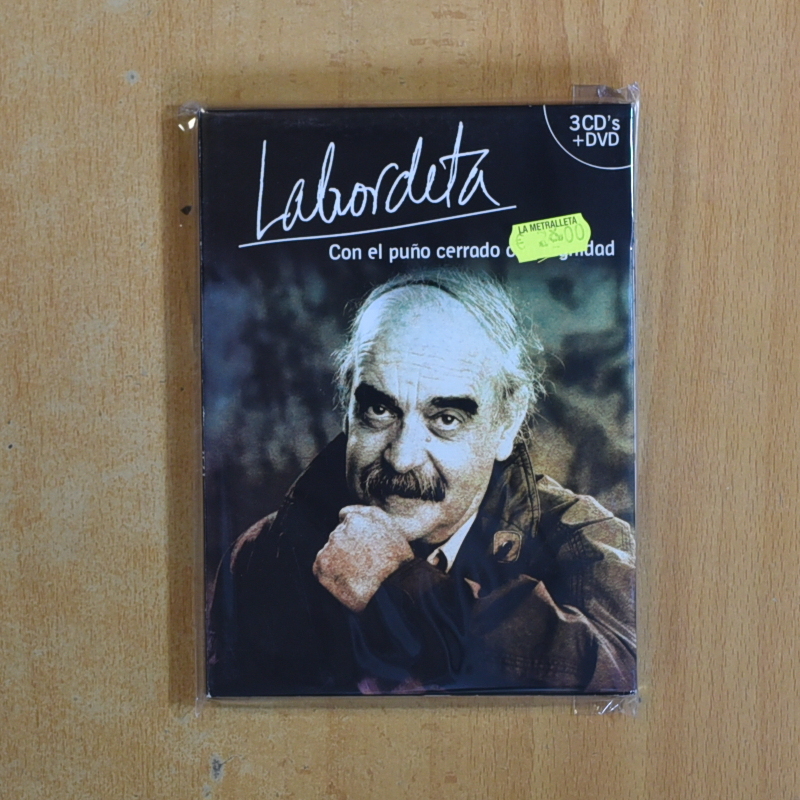 3CD's
+DVD
Labordeta
LA METRALLETA
€
Con el puño cerrado